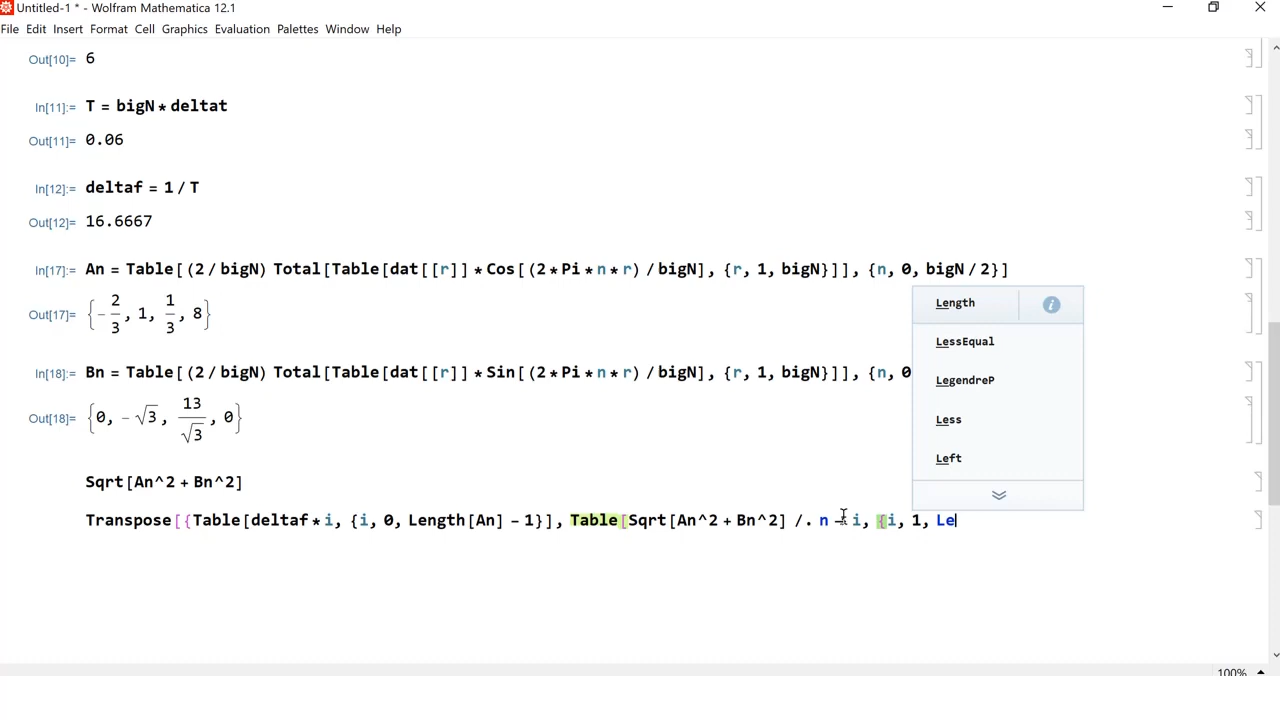 Untitled-1 * - Wolfram Mathematica 12.1
File Edit Insert Format Cell Graphics Evaluation Palettes Window Help
Out[10]= 6
In[11]:= T = bigN * deltat
Out[11]= 0.06
In[12]:= deltaf = 1 / T
Out[12]= 16.6667
In[17]:= An = Table[(2 / bigN) Total[Table[dat[[r]] * Cos[(2 * Pi * n * r) / bigN], {r, 1, bigN}]], {n, 0, bigN / 2}]
Out[17]= {-2/3, 1, 1/3, 8}
In[18]:= Bn = Table[(2 / bigN) Total[Table[dat[[r]] * Sin[(2 * Pi * n * r) / bigN], {r, 1, bigN}]], {n, 0
Out[18]= {0, -√3, 13/√3, 0}
Sqrt[An^2 + Bn^2]
Transpose[{Table[deltaf * i, {i, 0, Length[An] - 1}], Table[Sqrt[An^2 + Bn^2] /. n - i, {i, 1, Le
Length
LessEqual
LegendreP
Less
Left
100%